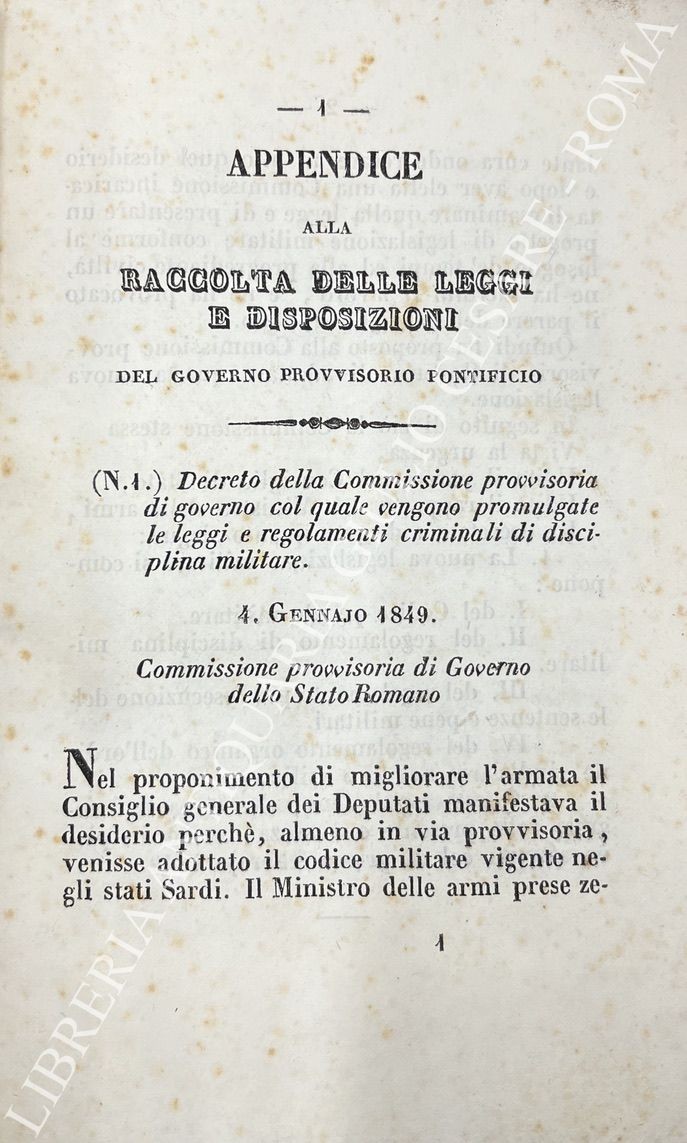 — 1 —
APPENDICE
ALLA
RACCOLTA DELLE LEGGI
E DISPOSIZIONI
DEL GOVERNO PROVVISORIO PONTIFICIO
(N.1.) Decreto della Commissione provvisoria
di governo col quale vengono promulgate
le leggi e regolamenti criminali di disci-
plina militare.
4. GENNAJO 1849.
Commissione provvisoria di Governo
dello Stato Romano
Nel proponimento di migliorare l'armata il
Consiglio generale dei Deputati manifestava il
desiderio perchè, almeno in via provvisoria,
venisse adottato il codice militare vigente ne-
gli stati Sardi. Il Ministro delle armi prese ze-
1
LIBRERIA ANTIQUARIA GIULIO CESARE - ROMA